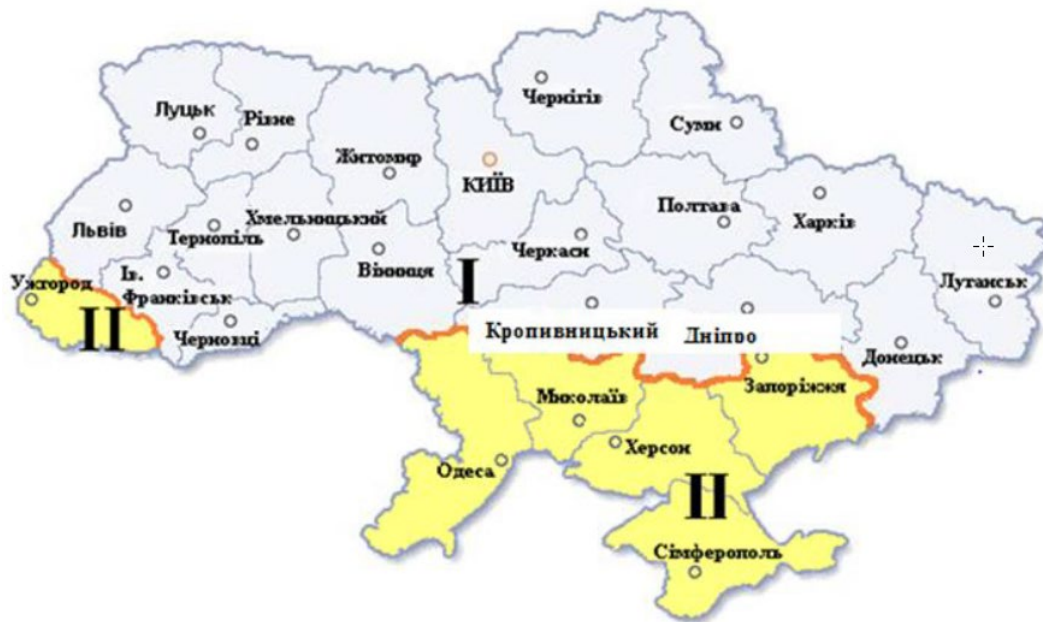 Чернігів
Луцьк
Рівне
Суми
Житомир
КИЇВ
Львів
Тернопіль
Хмельницький
Полтава
Харків
Вінниця
Черкаси
Ужгород
Ів.
Франківськ
I
Луганськ
II
Чернівці
Кропивницький
Дніпро
Донецьк
Запоріжжя
Миколаїв
Херсон
Одеса
II
Сімферополь